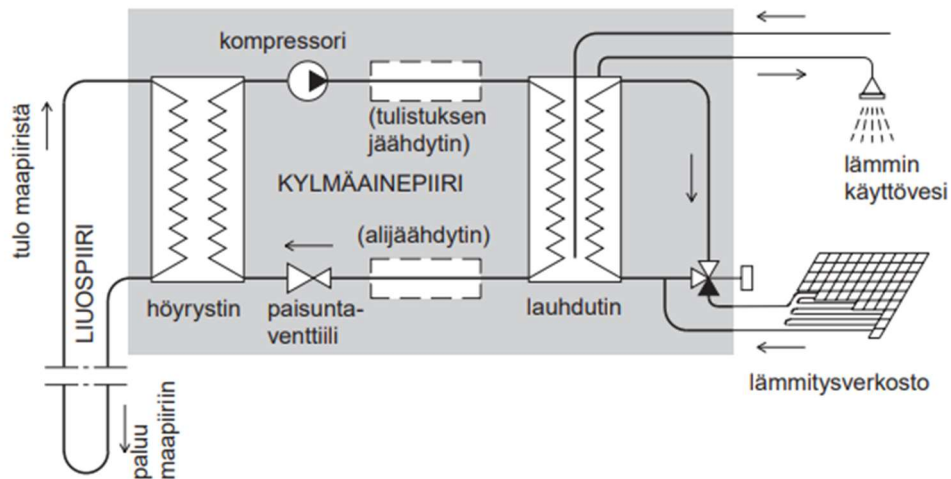 kompressori
(tulistuksen
jäähdytin)
KYLMÄAINEPIIRI
(alijäähdytin)
höyrystin
paisunta-
venttiili
lauhdutin
lämmin
käyttövesi
lämmitysverkosto
tulo maapiiristä
LIUOSPIIRI
paluu
maapiiriin